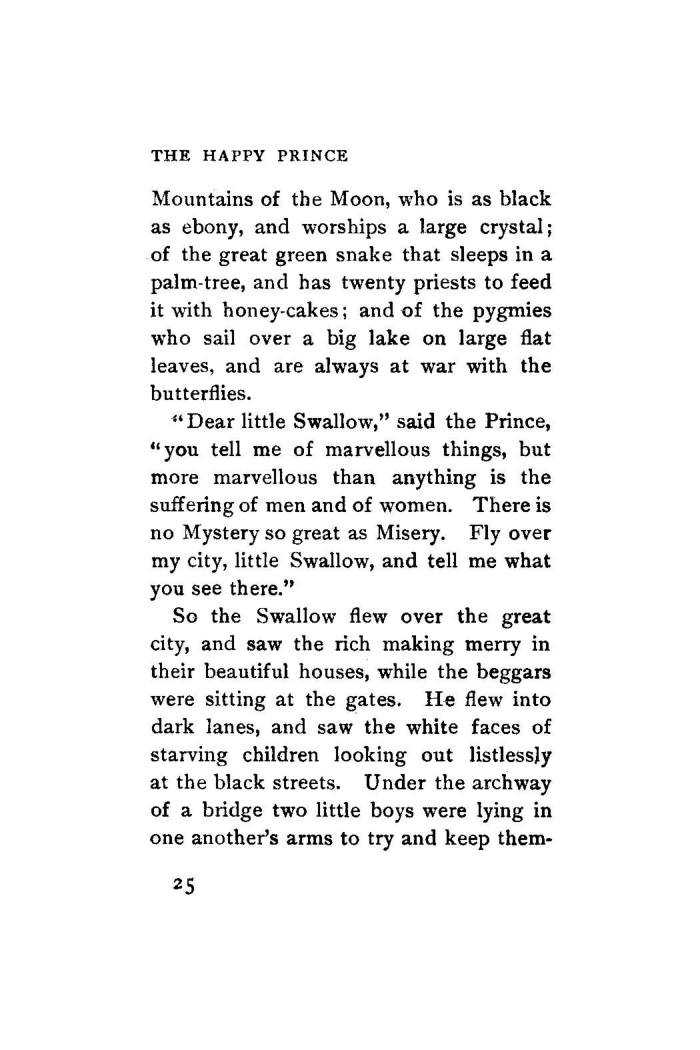 THE HAPPY PRINCE
Mountains of the Moon, who is as black
as ebony, and worships a large crystal;
of the great green snake that sleeps in a
palm-tree, and has twenty priests to feed
it with honey-cakes; and of the pygmies
who sail over a big lake on large flat
leaves, and are always at war with the
butterflies.
“Dear little Swallow,” said the Prince,
“you tell me of marvellous things, but
more marvellous than anything is the
suffering of men and of women. There is
no Mystery so great as Misery. Fly over
my city, little Swallow, and tell me what
you see there.”
So the Swallow flew over the great
city, and saw the rich making merry in
their beautiful houses, while the beggars
were sitting at the gates. He flew into
dark lanes, and saw the white faces of
starving children looking out listlessly
at the black streets. Under the archway
of a bridge two little boys were lying in
one another’s arms to try and keep them-
25